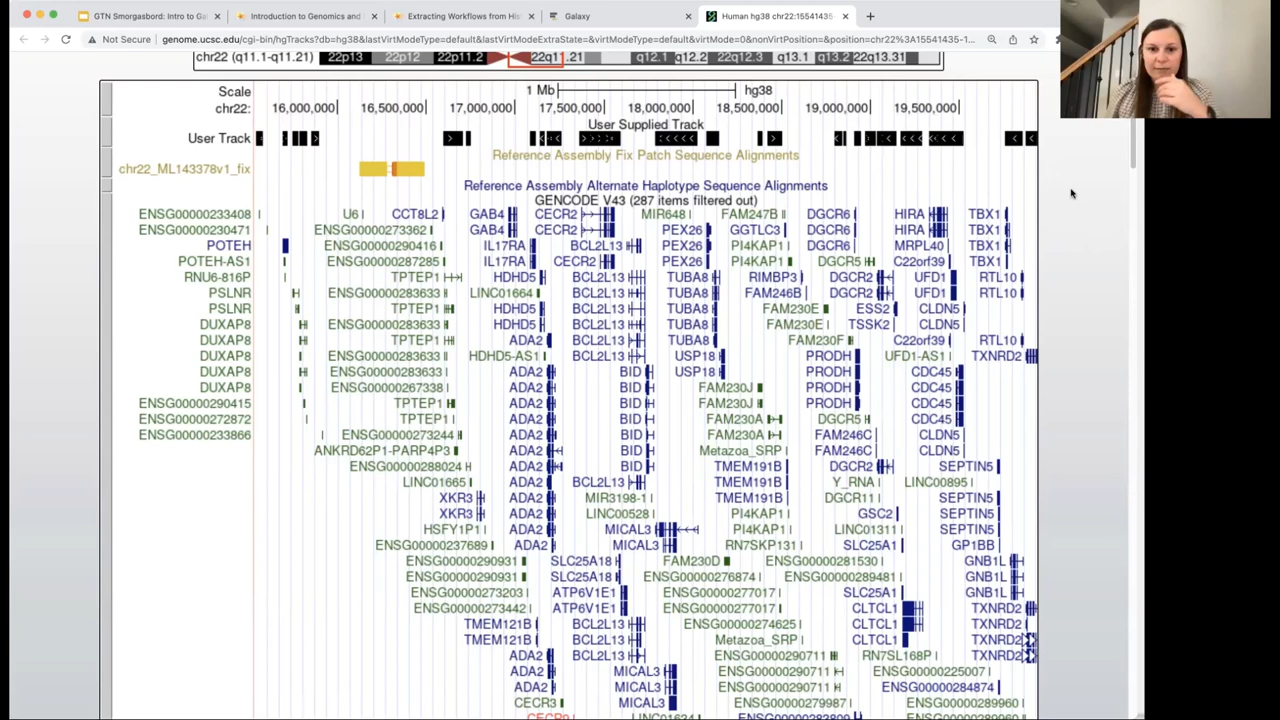 GTN Smorgasbord: Intro to Ga
Introduction to Genomics and
Extracting Workflows from His
Galaxy
Human hg38 chr22:15541435-
Not Secure genome.ucsc.edu/cgi-bin/hgTracks?db=hg38&lastVirtModeType=default&lastVirtModeExtraState=&virtModeType=default&virtMode=0&nonVirtPosition=&position=chr22%3A15541435-1...
chr22 (q11.1-q11.21) 22p13 22p12 22p11.2 22q11.21 q12.1 q12.2 22q12.3 q13.1 q13.2 22q13.31
Scale 1 Mb hg38
chr22: 16,000,000 16,500,000 17,000,000 17,500,000 18,000,000 18,500,000 19,000,000 19,500,000
User Supplied Track
User Track
Reference Assembly Fix Patch Sequence Alignments
chr22_ML143378v1_fix
Reference Assembly Alternate Haplotype Sequence Alignments
GENCODE V43 (287 items filtered out)
ENSG00000233408 U6 CCT8L2 GAB4 CECR2 MIR648 FAM247B DGCR6 HIRA TBX1
ENSG00000230471 ENSG00000273362 GAB4 CECR2 PEX26 GGTLC3 DGCR6 HIRA TBX1
POTEH ENSG00000290416 IL17RA BCL2L13 PEX26 PI4KAP1 DGCR6 MRPL40 TBX1
POTEH-AS1 ENSG00000287285 IL17RA CECR2 PEX26 PI4KAP1 DGCR5 C22orf39 TBX1
RNU6-816P TPTEP1 HDHD5 BCL2L13 TUBA8 RIMBP3 DGCR2 UFD1 RTL10
PSLNR ENSG00000283633 LINC01664 BCL2L13 TUBA8 FAM246B DGCR2 UFD1 RTL10
PSLNR TPTEP1 HDHD5 BCL2L13 TUBA8 FAM230E ESS2 CLDN5
DUXAP8 ENSG00000283633 HDHD5 BCL2L13 TUBA8 FAM230E TSSK2 CLDN5
DUXAP8 TPTEP1 ADA2 BCL2L13 TUBA8 FAM230F C22orf39 RTL10
DUXAP8 ENSG00000283633 HDHD5-AS1 BCL2L13 USP18 PRODH UFD1-AS1 TXNRD2
DUXAP8 ENSG00000283633 ADA2 BID USP18 PRODH CDC45
DUXAP8 ENSG00000267338 ADA2 BID FAM230J PRODH CDC45
ENSG00000290415 TPTEP1 ADA2 BID FAM230J PRODH CDC45
ENSG00000272872 TPTEP1 ADA2 BID FAM230A DGCR5 CDC45
ENSG00000233866 ENSG00000273244 ADA2 BID FAM230A FAM246C CLDN5
ANKRD62P1-PARP4P3 ADA2 BID Metazoa_SRP FAM246C CLDN5
ENSG00000288024 ADA2 BID TMEM191B DGCR2 SEPTIN5
LINC01665 ADA2 BCL2L13 TMEM191B Y_RNA LINC00895
XKR3 ADA2 MIR3198-1 TMEM191B DGCR11 SEPTIN5
XKR3 ADA2 LINC00528 PI4KAP1 GSC2 SEPTIN5
HSFY1P1 ADA2 MICAL3 PI4KAP1 LINC01311 SEPTIN5
ENSG00000237689 ADA2 MICAL3 RN7SKP131 SLC25A1 GP1BB
ENSG00000290931 SLC25A18 FAM230D ENSG00000281530 GNB1L
ENSG00000290931 SLC25A18 ENSG00000276874 ENSG00000289481 GNB1L
ENSG00000273203 ATP6V1E1 ENSG00000277017 SLC25A1 GNB1L
ENSG00000273442 ATP6V1E1 ENSG00000277017 CLTCL1 TXNRD2
TMEM121B BCL2L13 ENSG00000274625 CLTCL1 TXNRD2
TMEM121B BCL2L13 Metazoa_SRP CLTCL1 TXNRD2
ADA2 BCL2L13 ENSG00000290711 RN7SL168P TXNRD2
ADA2 MICAL3 ENSG00000290711 ENSG00000225007
ADA2 MICAL3 ENSG00000290711 ENSG00000284874
CECR3 MICAL3 ENSG00000279987 ENSG00000289960
LINC01634 ENSG00000289960